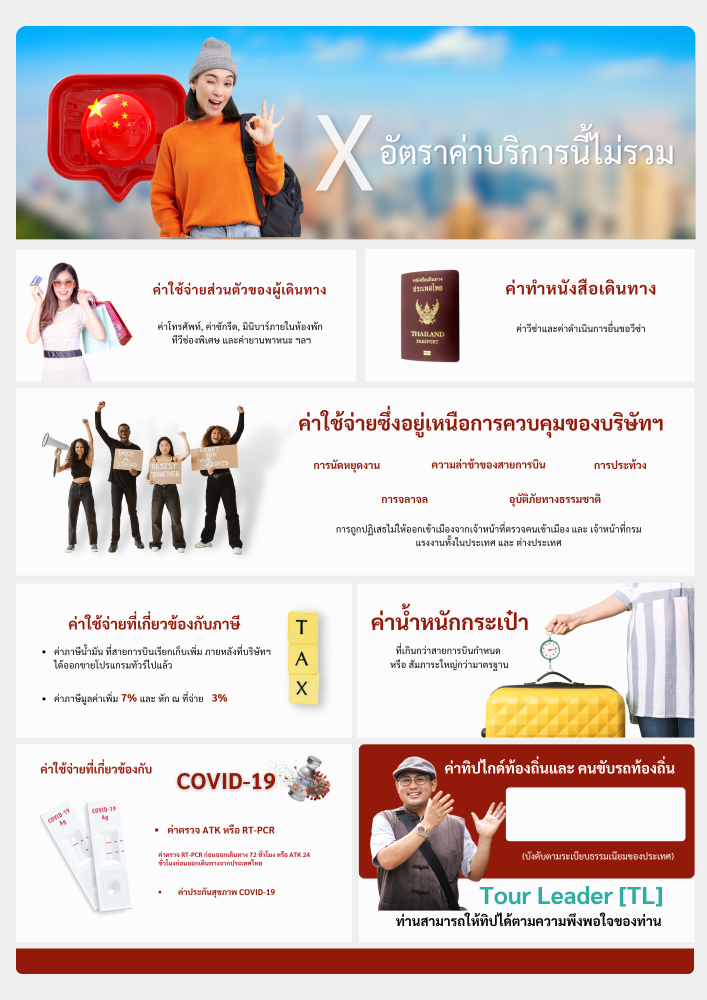 X อัตราค่าบริการนี้ไม่รวม
ค่าใช้จ่ายส่วนตัวของผู้เดินทาง
ค่าโทรศัพท์, ค่าซักรีด, มินิบาร์ภายในห้องพัก
ทีวีช่องพิเศษ และค่ายานพาหนะ ฯลฯ
หนังสือเดินทาง
ประเทศไทย
THAILAND
PASSPORT
ค่าทำหนังสือเดินทาง
ค่าวีซ่าและค่าดำเนินการยื่นขอวีซ่า
TAKE
A
STAND
RESIST
TOGETHER
FIGHT
FOR
YOUR
RIGHTS
ค่าใช้จ่ายซึ่งอยู่เหนือการควบคุมของบริษัทฯ
การนัดหยุดงาน ความล่าช้าของสายการบิน การประท้วง
การจลาจล อุบัติภัยทางธรรมชาติ
การถูกปฏิเสธไม่ให้ออกเข้าเมืองจากเจ้าหน้าที่ตรวจคนเข้าเมือง และ เจ้าหน้าที่กรม
แรงงานทั้งในประเทศ และ ต่างประเทศ
ค่าใช้จ่ายที่เกี่ยวข้องกับภาษี
• ค่าภาษีน้ำมัน ที่สายการบินเรียกเก็บเพิ่ม ภายหลังที่บริษัทฯ
ได้ออกขายโปรแกรมทัวร์ไปแล้ว
• ค่าภาษีมูลค่าเพิ่ม 7% และ หัก ณ ที่จ่าย 3%
T
A
X
ค่าน้ำหนักกระเป๋า
ที่เกินกว่าสายการบินกำหนด
หรือ สัมภาระใหญ่กว่ามาตรฐาน
ค่าใช้จ่ายที่เกี่ยวข้องกับ
COVID-19
COVID-19
Ag
COVID-19
Ag
• ค่าตรวจ ATK หรือ RT-PCR
ค่าตรวจ RT-PCR ก่อนออกเดินทาง 72 ชั่วโมง หรือ ATK 24
ชั่วโมงก่อนออกเดินทางจากประเทศไทย
• ค่าประกันสุขภาพ COVID-19
ค่าทิปไกด์ท้องถิ่นและ คนขับรถท้องถิ่น
(บังคับตามระเบียบธรรมเนียมของประเทศ)
Tour Leader [TL]
ท่านสามารถให้ทิปได้ตามความพึงพอใจของท่าน